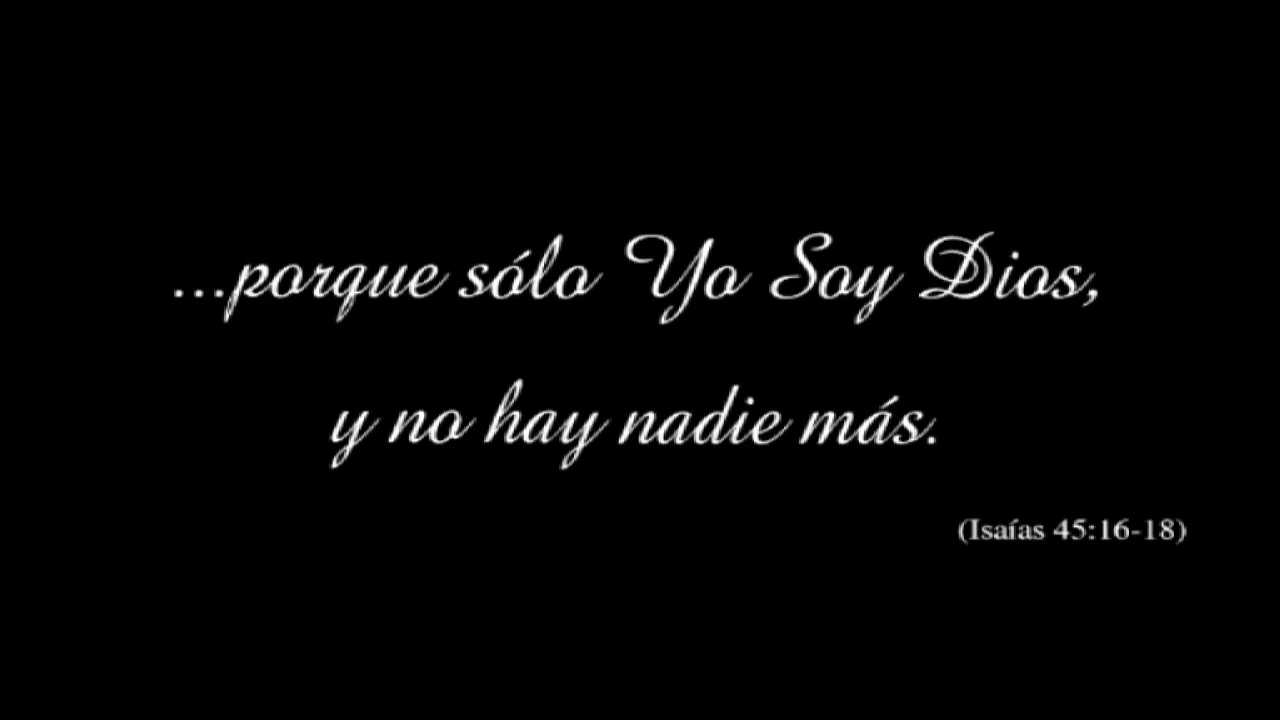 ...porque sólo Yo Soy Dios,
y no hay nadie más.
(Isaías 45:16-18)